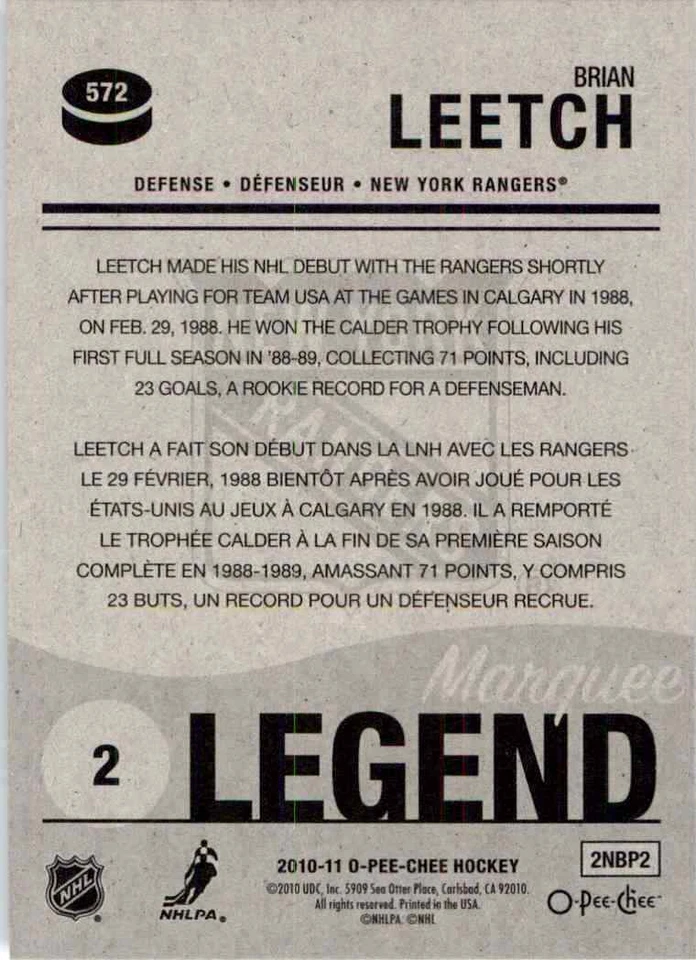 572
BRIAN
LEETCH
DEFENSE • DÉFENSEUR • NEW YORK RANGERS®
LEETCH MADE HIS NHL DEBUT WITH THE RANGERS SHORTLY
AFTER PLAYING FOR TEAM USA AT THE GAMES IN CALGARY IN 1988,
ON FEB. 29, 1988. HE WON THE CALDER TROPHY FOLLOWING HIS
FIRST FULL SEASON IN '88-89, COLLECTING 71 POINTS, INCLUDING
23 GOALS, A ROOKIE RECORD FOR A DEFENSEMAN.
LEETCH A FAIT SON DÉBUT DANS LA LNH AVEC LES RANGERS
LE 29 FÉVRIER, 1988 BIENTÔT APRÈS AVOIR JOUÉ POUR LES
ÉTATS-UNIS AU JEUX À CALGARY EN 1988. IL A REMPORTÉ
LE TROPHÉE CALDER À LA FIN DE SA PREMIÈRE SAISON
COMPLÈTE EN 1988-1989, AMASSANT 71 POINTS, Y COMPRIS
23 BUTS, UN RECORD POUR UN DÉFENSEUR RECRUE.
NEW YORK
RANGERS
Marquee
2
LEGEND
2010-11 O-PEE-CHEE HOCKEY
2NBP2
©2010 UDC, Inc. 5909 Sea Otter Place, Carlsbad, CA 92010.
All rights reserved. Printed in the USA.
©NHLPA. ©NHL
NHL®
NHLPA®
O-Pee-Chee™